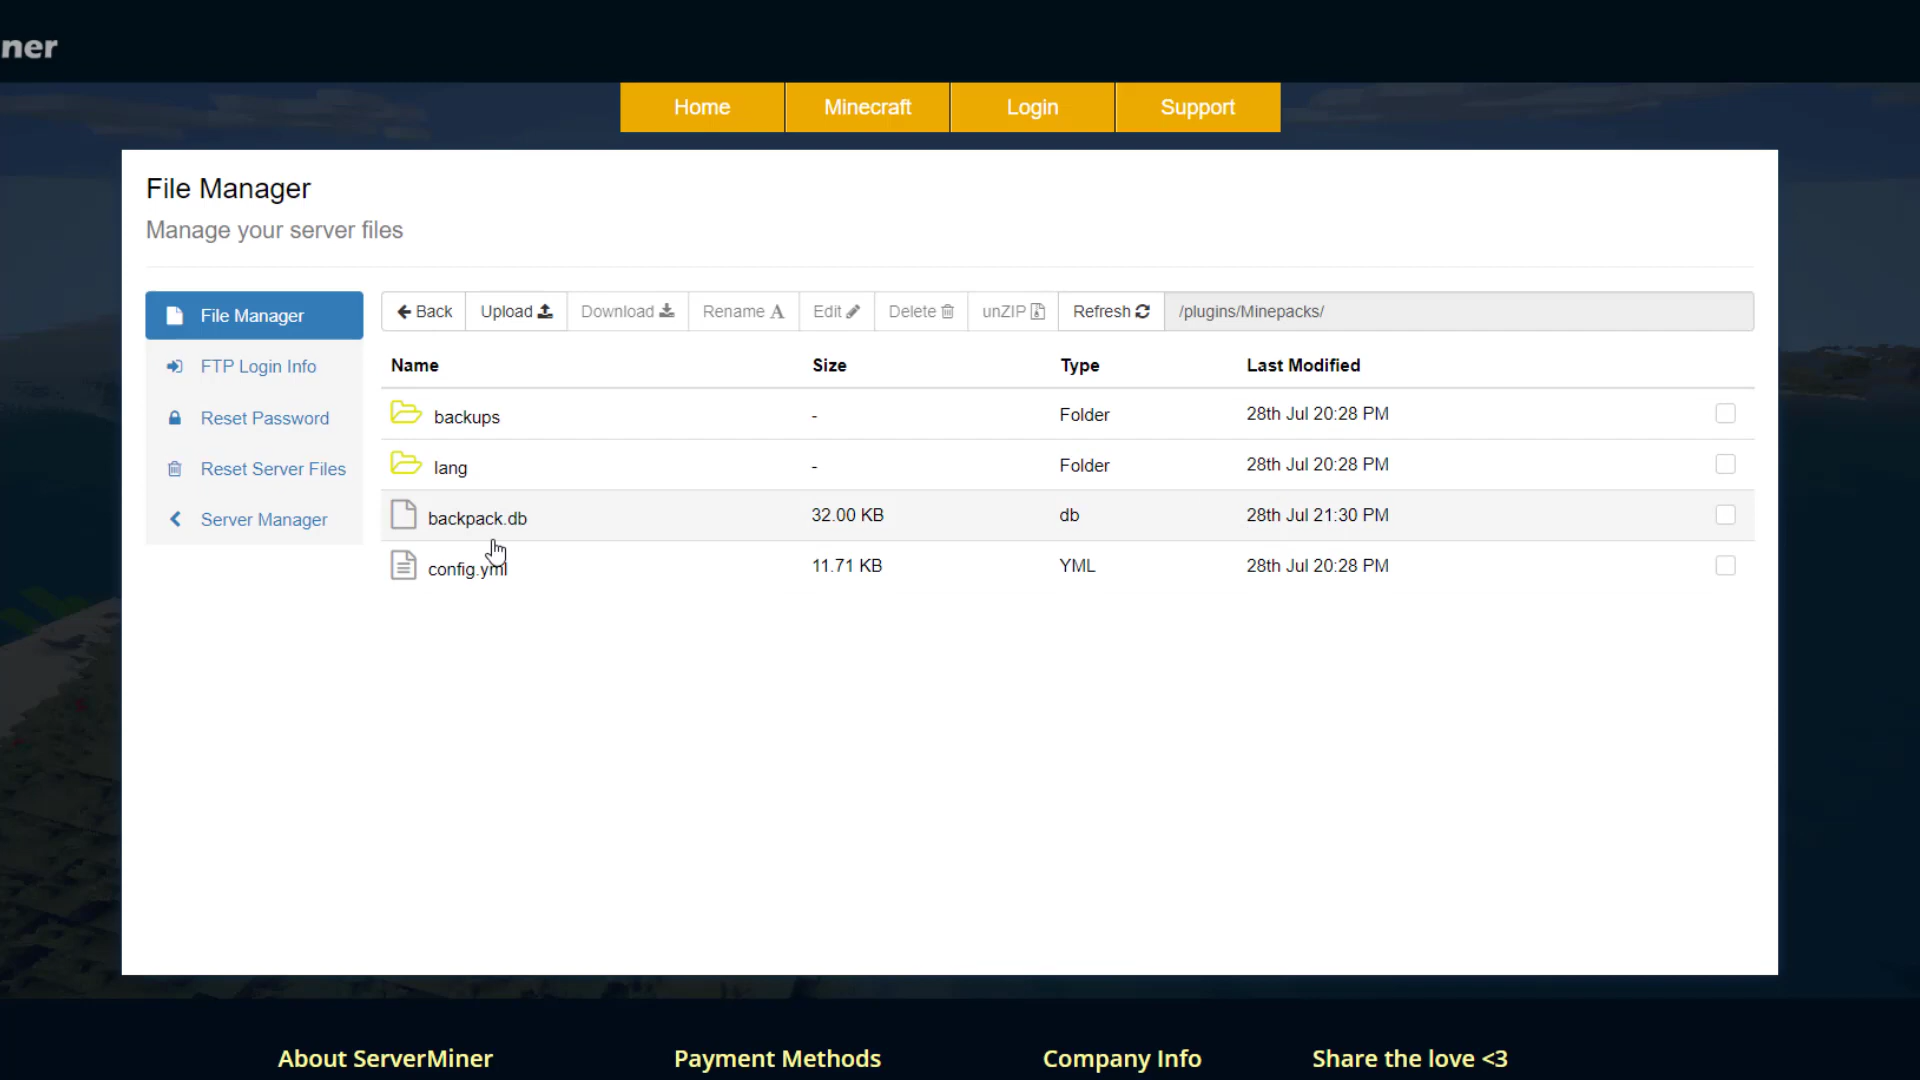 ner
Home Minecraft Login Support
File Manager
Manage your server files
File Manager
FTP Login Info
Reset Password
Reset Server Files
Server Manager
Back Upload Download Rename Edit Delete unZIP Refresh /plugins/Minepacks/
Name Size Type Last Modified
backups - Folder 28th Jul 20:28 PM
lang - Folder 28th Jul 20:28 PM
backpack.db 32.00 KB db 28th Jul 21:30 PM
config.yml 11.71 KB YML 28th Jul 20:28 PM
About ServerMiner Payment Methods Company Info Share the love <3